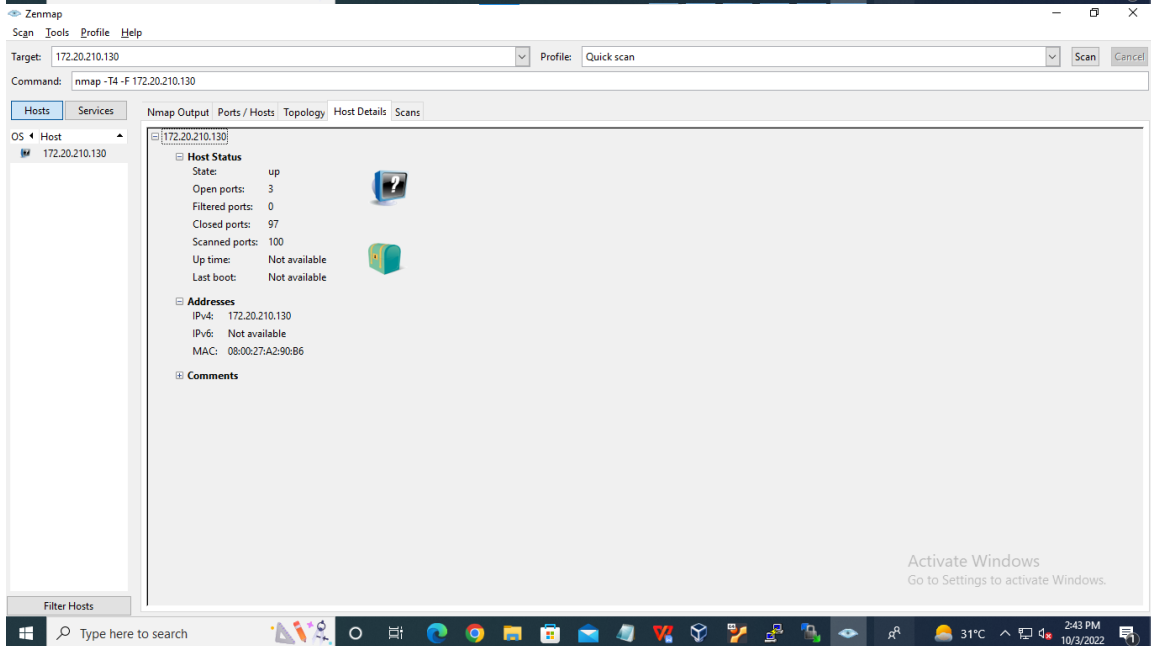 Zenmap
Scan Tools Profile Help
Target: 172.20.210.130 Profile: Quick scan Scan Cancel
Command: nmap -T4 -F 172.20.210.130
Hosts Services Nmap Output Ports / Hosts Topology Host Details Scans
OS Host
172.20.210.130
172.20.210.130
Host Status
State: up
Open ports: 3
Filtered ports: 0
Closed ports: 97
Scanned ports: 100
Up time: Not available
Last boot: Not available
Addresses
IPv4: 172.20.210.130
IPv6: Not available
MAC: 08:00:27:A2:90:B6
Comments
Activate Windows
Go to Settings to activate Windows.
Filter Hosts
Type here to search 31°C 2:43 PM
10/3/2022